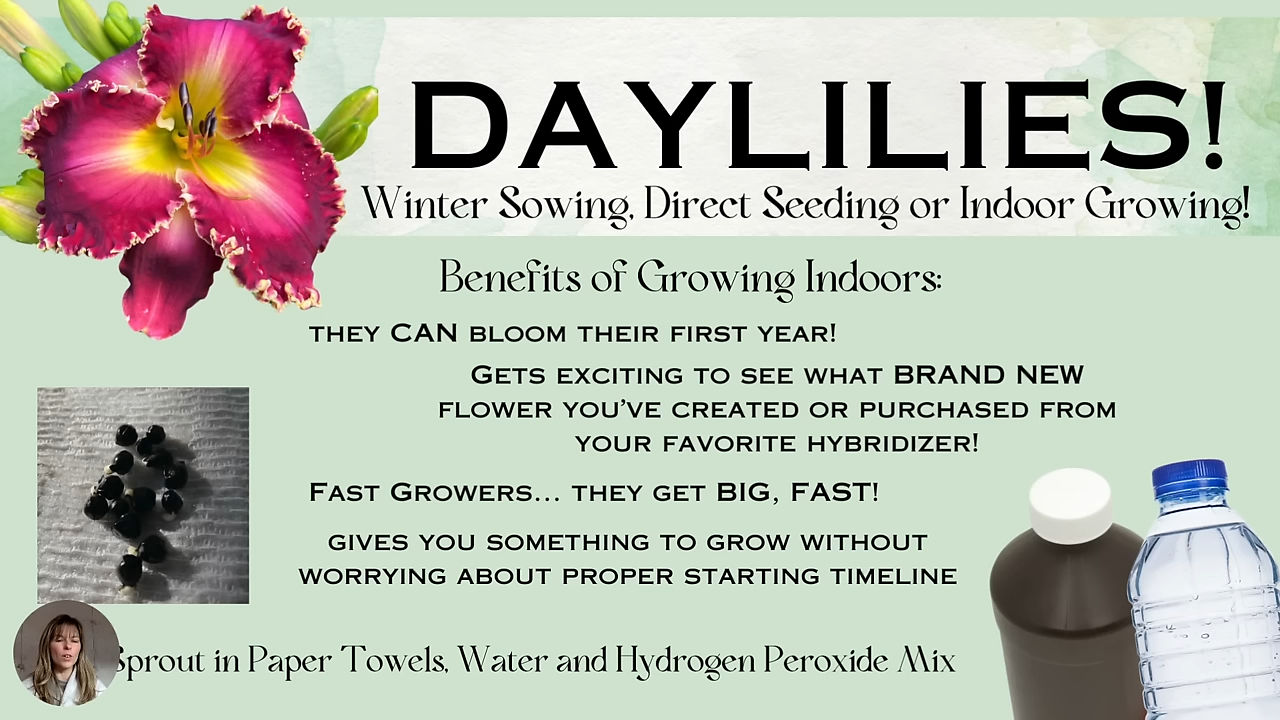 DAYLILIES!
Winter Sowing, Direct Seeding or Indoor Growing!
Benefits of Growing Indoors:
THEY CAN BLOOM THEIR FIRST YEAR!
GETS EXCITING TO SEE WHAT BRAND NEW
FLOWER YOU'VE CREATED OR PURCHASED FROM
YOUR FAVORITE HYBRIDIZER!
FAST GROWERS... THEY GET BIG, FAST!
GIVES YOU SOMETHING TO GROW WITHOUT
WORRYING ABOUT PROPER STARTING TIMELINE
Sprout in Paper Towels, Water and Hydrogen Peroxide Mix